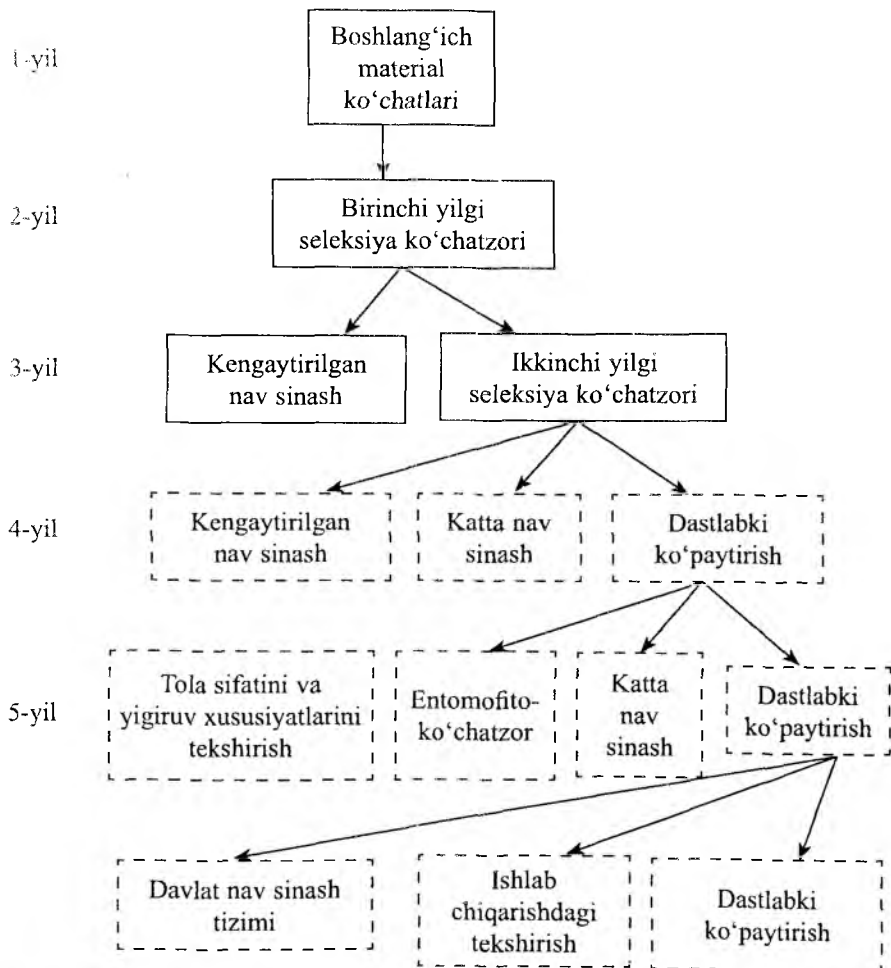 1-yil
Boshlang‘ich
material
ko‘chatlari
2-yil
Birinchi yilgi
seleksiya ko‘chatzori
3-yil
Kengaytirilgan
nav sinash
Ikkinchi yilgi
seleksiya ko‘chatzori
4-yil
Kengaytirilgan
nav sinash
Katta nav
sinash
Dastlabki
ko‘paytirish
5-yil
Tola sifatini va
yigiruv xususiyatlarini
tekshirish
Entomofito-
ko‘chatzor
Katta
nav
sinash
Dastlabki
ko‘paytirish
Davlat nav sinash
tizimi
Ishlab
chiqarishdagi
tekshirish
Dastlabki
ko‘paytirish